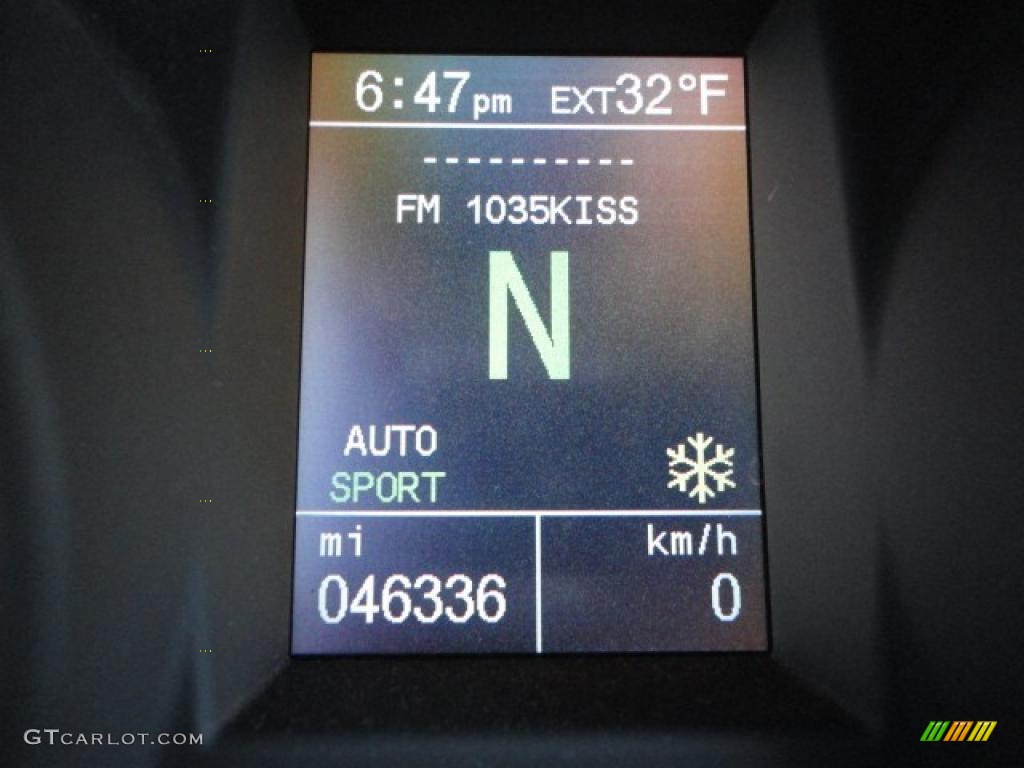 6:47pm EXT32°F
----------
FM 1035KISS
N
AUTO
SPORT
mi km/h
046336 0
GTCARLOT.COM